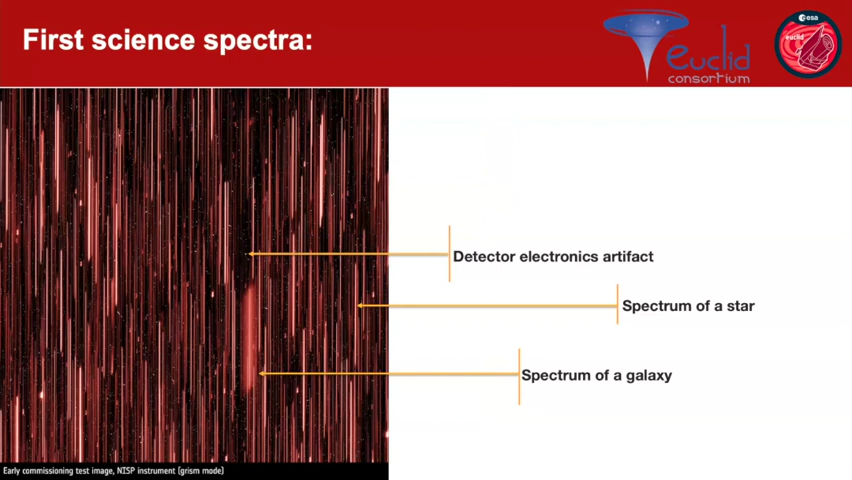 First science spectra:
euclid
consortium
esa
euclid
Detector electronics artifact
Spectrum of a star
Spectrum of a galaxy
Early commissioning test image, NISP instrument (grism mode)